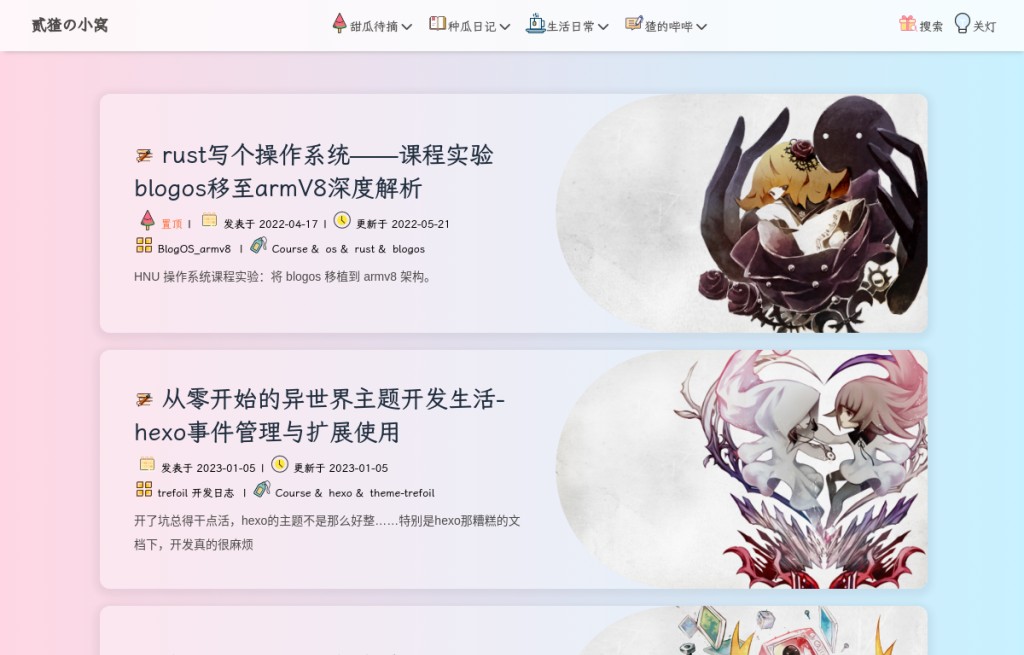 贰猹の小窝
甜瓜待摘 种瓜日记 生活日常 猹的哔哔 搜索 关灯
rust写个操作系统——课程实验
blogos移至armV8深度解析
置顶 | 发表于 2022-04-17 | 更新于 2022-05-21
BlogOS_armv8 | Course & os & rust & blogos
HNU 操作系统课程实验：将 blogos 移植到 armv8 架构。
从零开始的异世界主题开发生活-
hexo事件管理与扩展使用
发表于 2023-01-05 | 更新于 2023-01-05
trefoil 开发日志 | Course & hexo & theme-trefoil
开了坑总得干点活，hexo的主题不是那么好整……特别是hexo那糟糕的文
档下，开发真的很麻烦